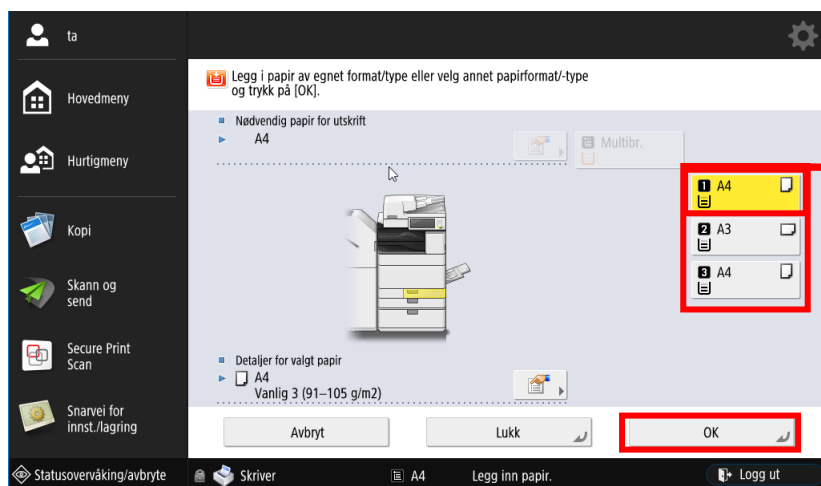 ta
Hovedmeny
Hurtigmeny
Kopi
Skann og
send
Secure Print
Scan
Snarvei for
innst./lagring
Legg i papir av egnet format/type eller velg annet papirformat/-type
og trykk på [OK].
Nødvendig papir for utskrift
A4
Multibr.
1 A4
2 A3
3 A4
Detaljer for valgt papir
A4
Vanlig 3 (91–105 g/m2)
Avbryt
Lukk
OK
Statusovervåking/avbryte
Skriver
A4
Legg inn papir.
Logg ut